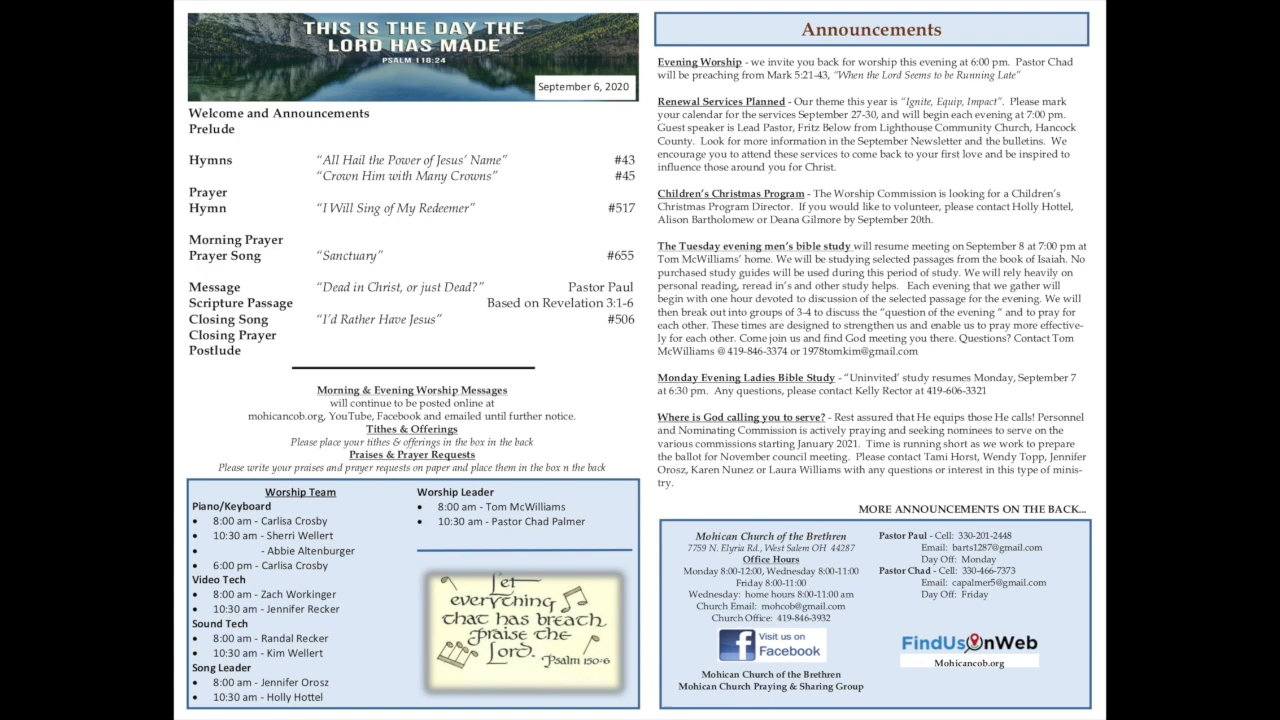 THIS IS THE DAY THE
LORD HAS MADE
PSALM 118:24
September 6, 2020
Welcome and Announcements
Prelude
Hymns “All Hail the Power of Jesus’ Name” #43
“Crown Him with Many Crowns” #45
Prayer
Hymn “I Will Sing of My Redeemer” #517
Morning Prayer
Prayer Song “Sanctuary” #655
Message “Dead in Christ, or just Dead?” Pastor Paul
Scripture Passage Based on Revelation 3:1-6
Closing Song “I’d Rather Have Jesus” #506
Closing Prayer
Postlude
Morning & Evening Worship Messages
will continue to be posted online at
mohicancob.org, YouTube, Facebook and emailed until further notice.
Tithes & Offerings
Please place your tithes & offerings in the box in the back
Praises & Prayer Requests
Please write your praises and prayer requests on paper and place them in the box n the back
Worship Team
Piano/Keyboard
• 8:00 am - Carlisa Crosby
• 10:30 am - Sherri Wellert
• - Abbie Altenburger
• 6:00 pm - Carlisa Crosby
Video Tech
• 8:00 am - Zach Workinger
• 10:30 am - Jennifer Recker
Sound Tech
• 8:00 am - Randal Recker
• 10:30 am - Kim Wellert
Song Leader
• 8:00 am - Jennifer Orosz
• 10:30 am - Holly Hottel
Worship Leader
• 8:00 am - Tom McWilliams
• 10:30 am - Pastor Chad Palmer
Let
everything
that has breath
praise the
Lord.
Psalm 150:6
Announcements
Evening Worship - we invite you back for worship this evening at 6:00 pm. Pastor Chad
will be preaching from Mark 5:21-43, “When the Lord Seems to be Running Late”
Renewal Services Planned - Our theme this year is “Ignite, Equip, Impact”. Please mark
your calendar for the services September 27-30, and will begin each evening at 7:00 pm.
Guest speaker is Lead Pastor, Fritz Below from Lighthouse Community Church, Hancock
County. Look for more information in the September Newsletter and the bulletins. We
encourage you to attend these services to come back to your first love and be inspired to
influence those around you for Christ.
Children’s Christmas Program - The Worship Commission is looking for a Children’s
Christmas Program Director. If you would like to volunteer, please contact Holly Hottel,
Alison Bartholomew or Deana Gilmore by September 20th.
The Tuesday evening men’s bible study will resume meeting on September 8 at 7:00 pm at
Tom McWilliams’ home. We will be studying selected passages from the book of Isaiah. No
purchased study guides will be used during this period of study. We will rely heavily on
personal reading, reread in’s and other study helps. Each evening that we gather will
begin with one hour devoted to discussion of the selected passage for the evening. We will
then break out into groups of 3-4 to discuss the “question of the evening “ and to pray for
each other. These times are designed to strengthen us and enable us to pray more effective-
ly for each other. Come join us and find God meeting you there. Questions? Contact Tom
McWilliams @ 419-846-3374 or 1978tomkim@gmail.com
Monday Evening Ladies Bible Study - “Uninvited’ study resumes Monday, September 7
at 6:30 pm. Any questions, please contact Kelly Rector at 419-606-3321
Where is God calling you to serve? - Rest assured that He equips those He calls! Personnel
and Nominating Commission is actively praying and seeking nominees to serve on the
various commissions starting January 2021. Time is running short as we work to prepare
the ballot for November council meeting. Please contact Tami Horst, Wendy Topp, Jennifer
Orosz, Karen Nunez or Laura Williams with any questions or interest in this type of minis-
try.
MORE ANNOUNCEMENTS ON THE BACK...
Mohican Church of the Brethren
7759 N. Elyria Rd., West Salem OH 44287
Office Hours
Monday 8:00-12:00, Wednesday 8:00-11:00
Friday 8:00-11:00
Wednesday: home hours 8:00-11:00 am
Church Email: mohcob@gmail.com
Church Office: 419-846-3932
f Visit us on
Facebook
Mohican Church of the Brethren
Mohican Church Praying & Sharing Group
Pastor Paul - Cell: 330-201-2448
Email: barts1287@gmail.com
Day Off: Monday
Pastor Chad - Cell: 330-466-7373
Email: capalmer5@gmail.com
Day Off: Friday
FindUsOnWeb
Mohicancob.org